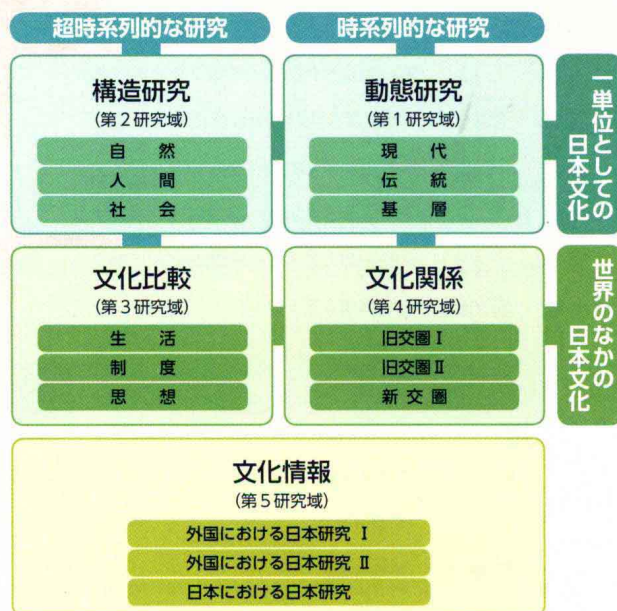 超時系列的な研究
時系列的な研究
構造研究
(第2研究域)
自 然
人 間
社 会
動態研究
(第1研究域)
現 代
伝 統
基 層
一単位としての
日本文化
文化比較
(第3研究域)
生 活
制 度
思 想
文化関係
(第4研究域)
旧交圏 I
旧交圏 II
新 交 圏
世界のなかの
日本文化
文化情報
(第5研究域)
外国における日本研究 I
外国における日本研究 II
日本における日本研究